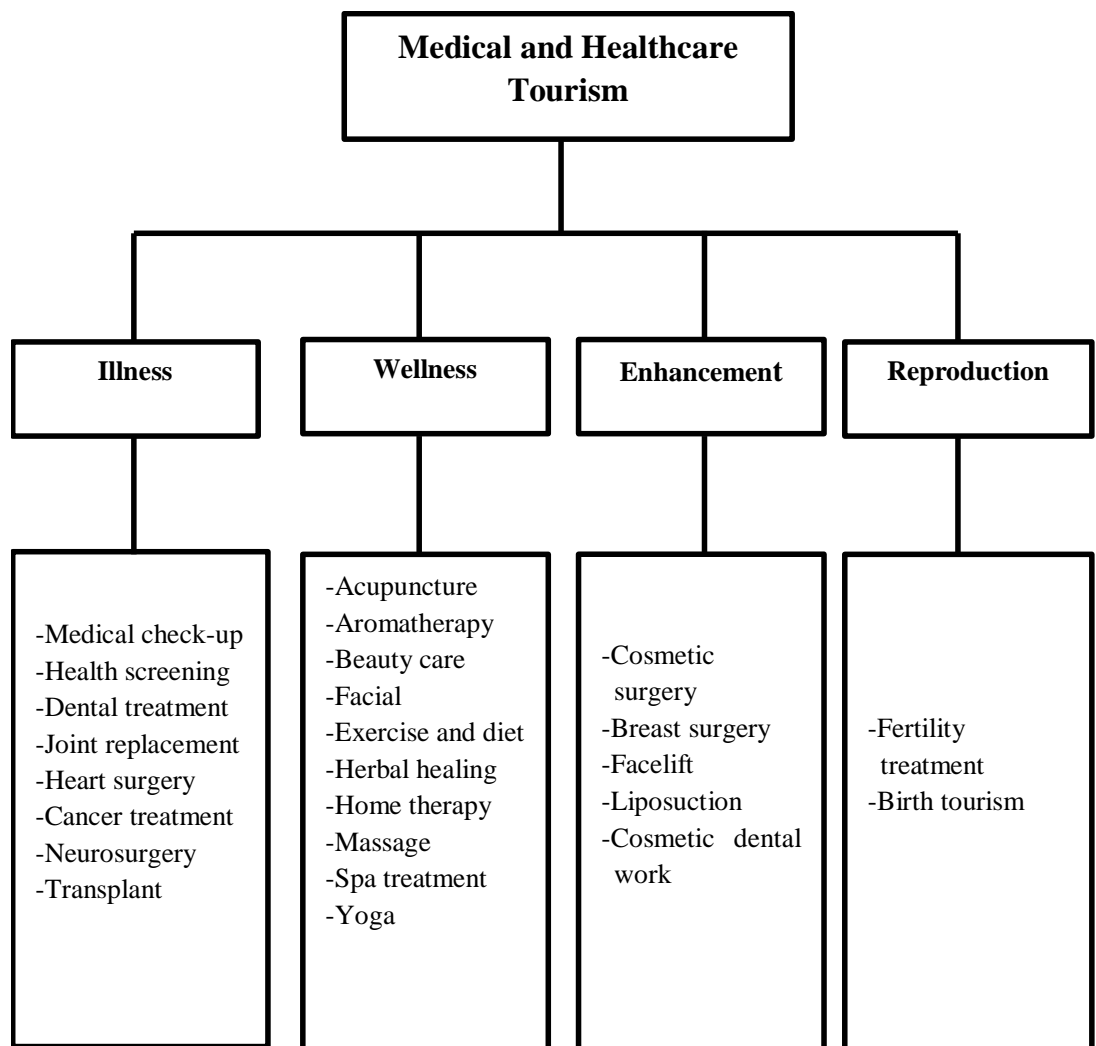 Medical and Healthcare
Tourism
Illness
Wellness
Enhancement
Reproduction
-Medical check-up
-Health screening
-Dental treatment
-Joint replacement
-Heart surgery
-Cancer treatment
-Neurosurgery
-Transplant
-Acupuncture
-Aromatherapy
-Beauty care
-Facial
-Exercise and diet
-Herbal healing
-Home therapy
-Massage
-Spa treatment
-Yoga
-Cosmetic
surgery
-Breast surgery
-Facelift
-Liposuction
-Cosmetic dental
work
-Fertility
treatment
-Birth tourism